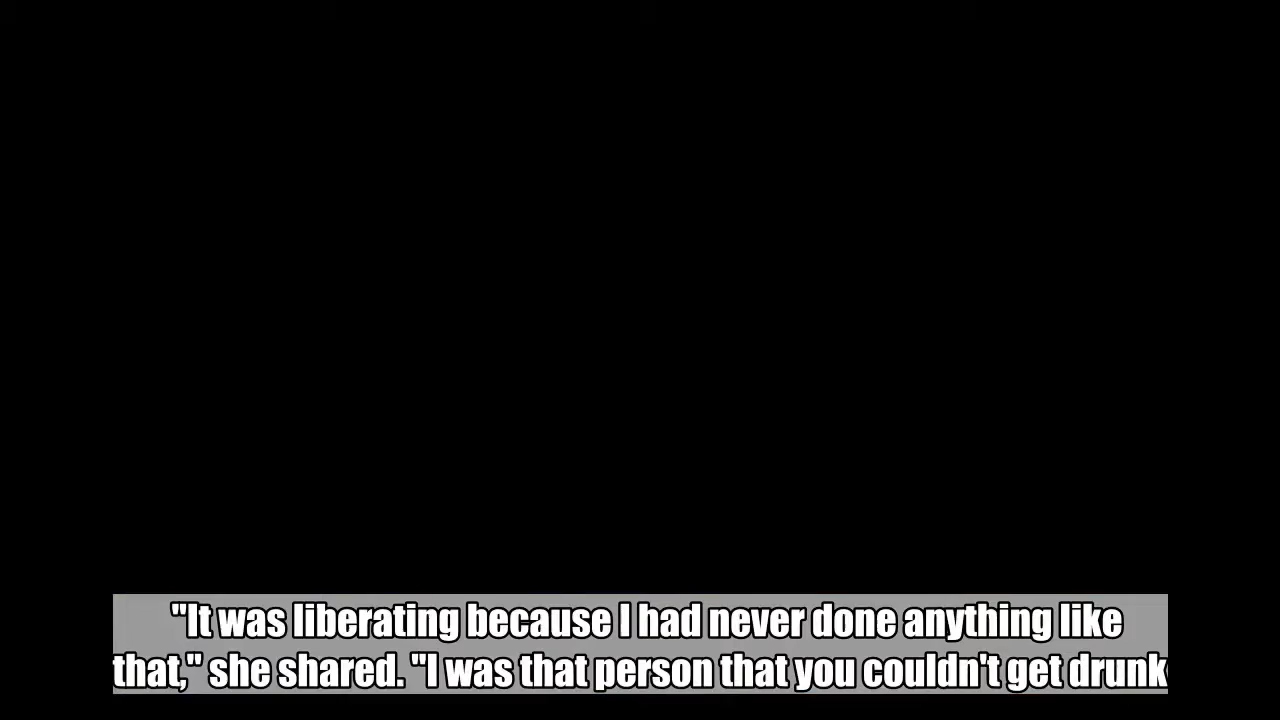 "It was liberating because I had never done anything like
that," she shared. "I was that person that you couldn't get drunk